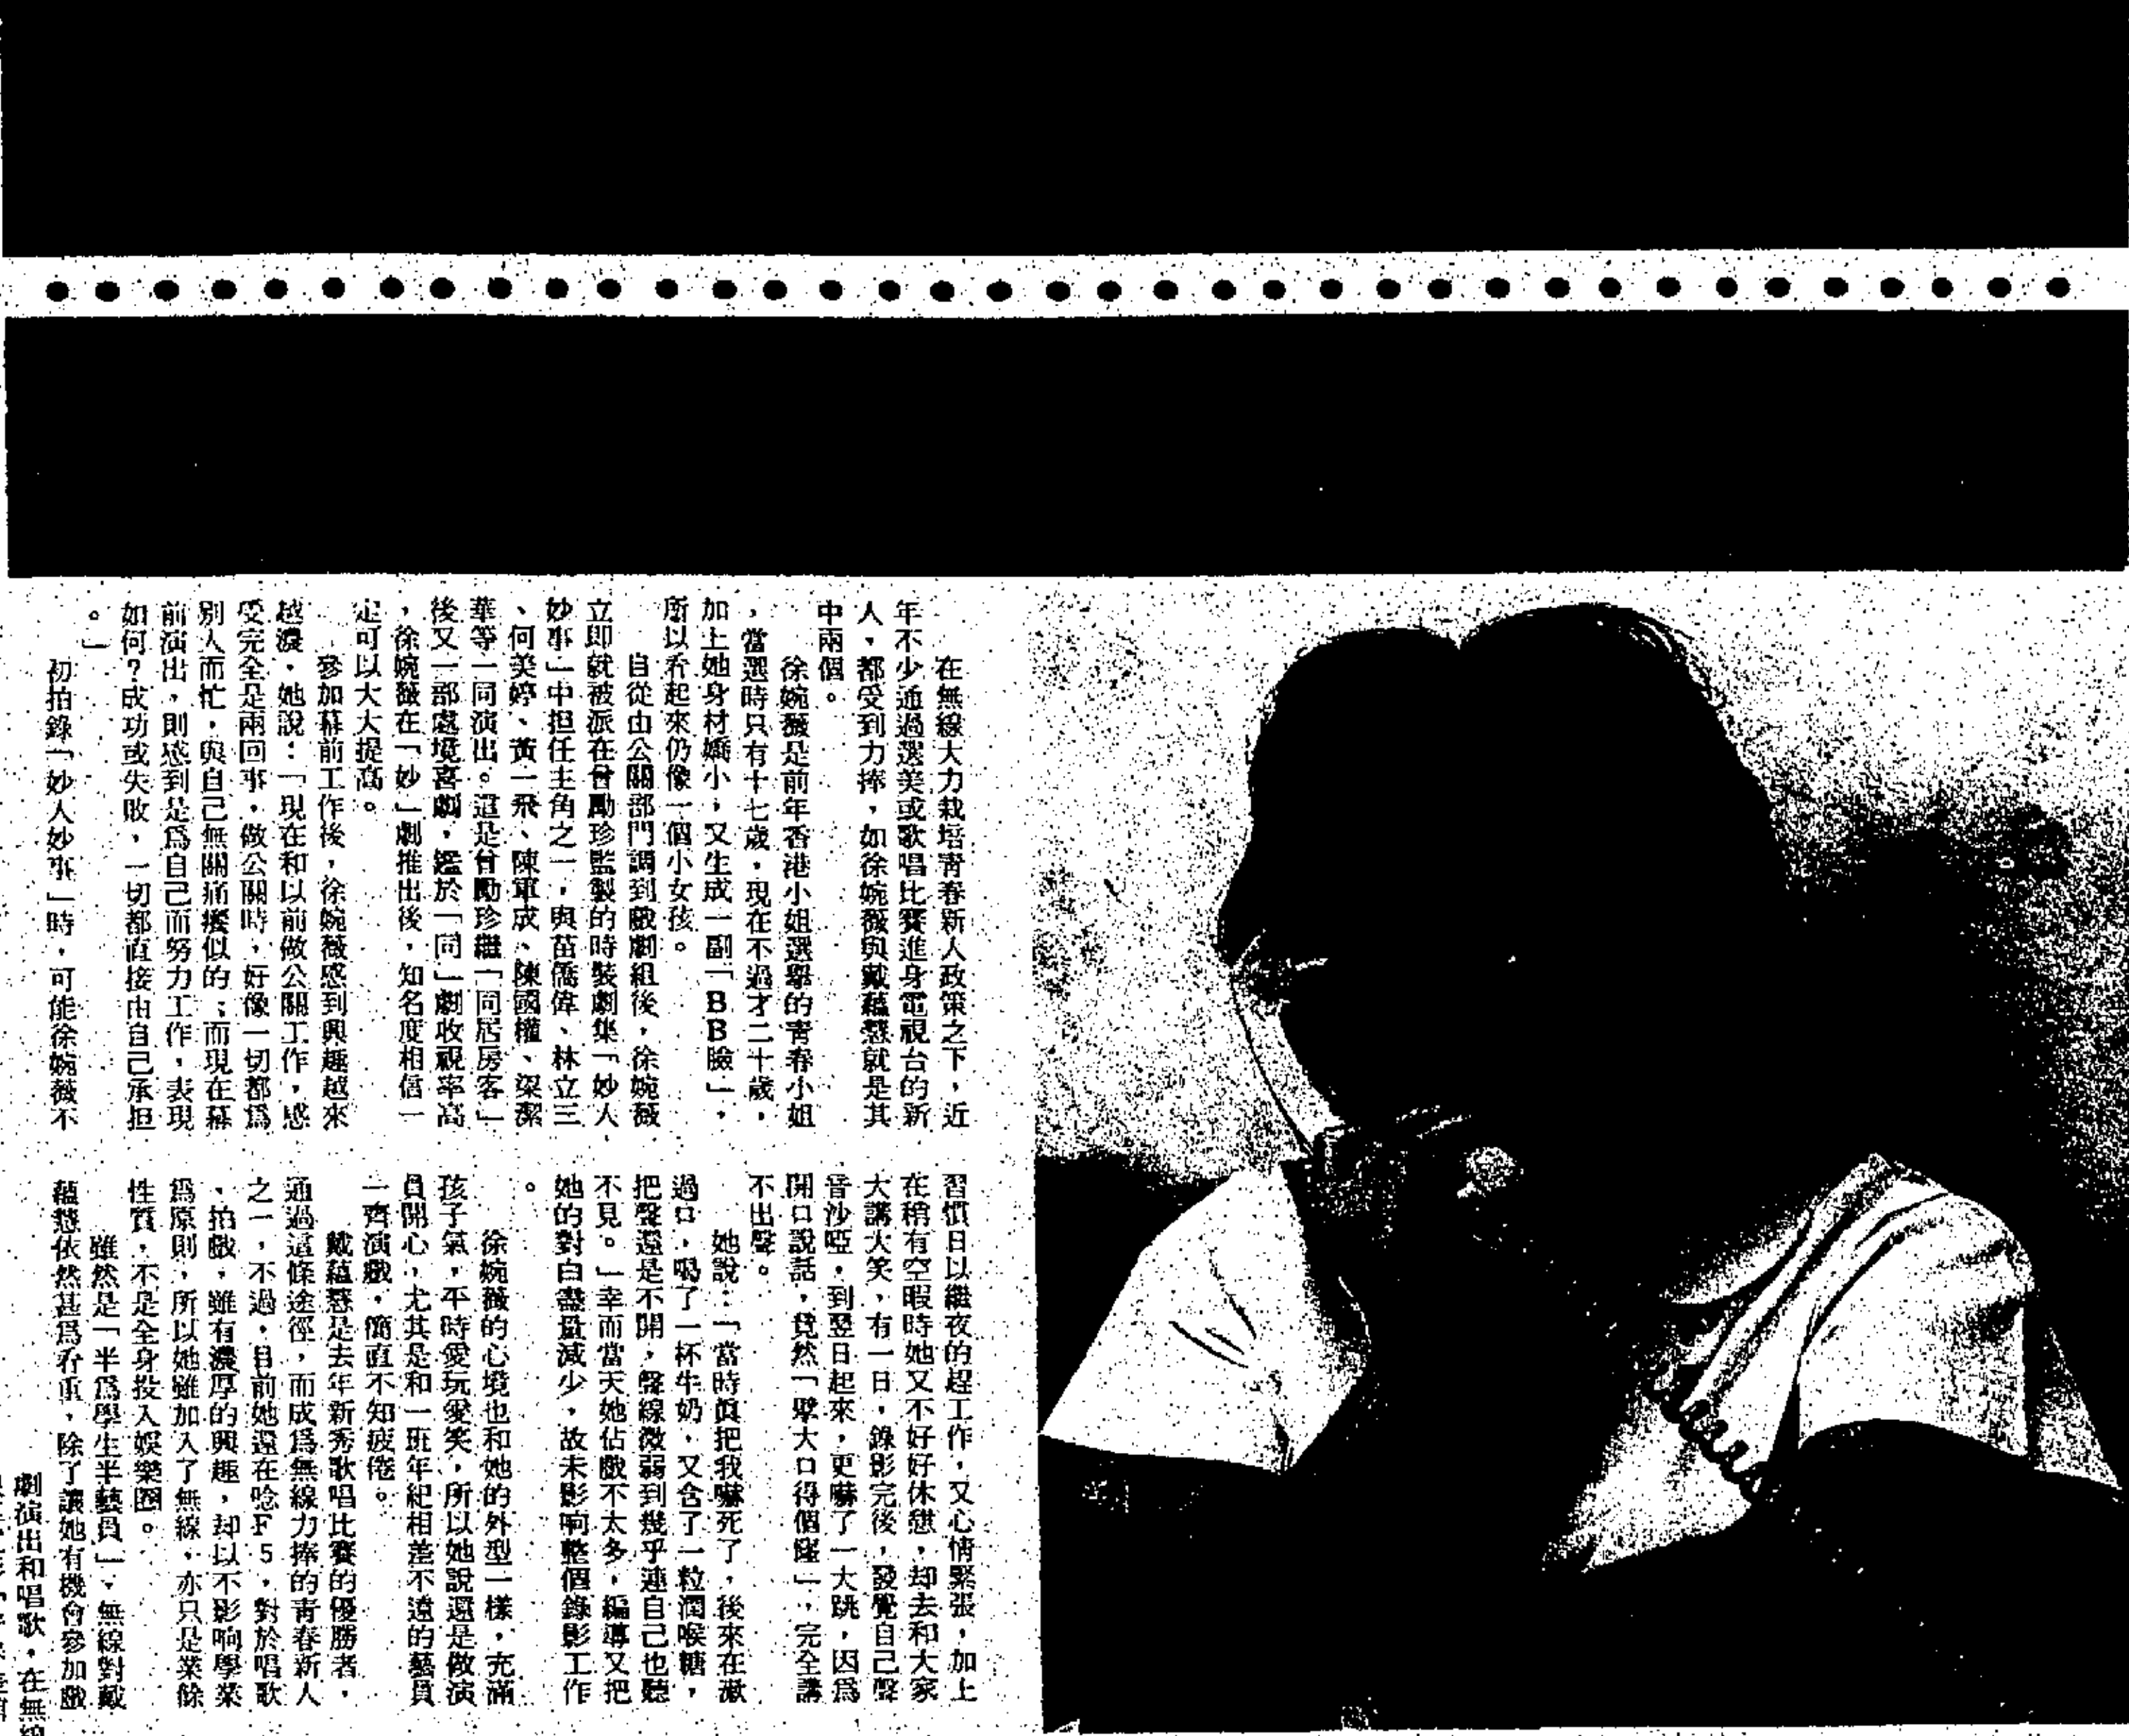 在無線大力栽培靑春新人政策之下，近
年不少通過選美或歌唱比賽進身電視台的新
人，都受到力捧，如徐婉薇與戴蘊慧就是其
中兩個。
徐婉薇是前年香港小姐選舉的靑春小姐
，當選時只有十七歲，現在不過才二十歲，
加上她身材嬌小，又生成一副「BB臉」，
所以看起來仍像一個小女孩。
自從由公關部門調到戲劇組後，徐婉薇
立即就被派在曾勵珍監製的時裝劇集「妙人
妙事」中担任主角之一，與苗僑偉、林立三
、何美婷、黃一飛、陳軍成、陳國權、梁潔
華等一同演出。這是曾勵珍繼「同居房客」
後又一部處境喜劇，鑑於「同」劇收視率高
，徐婉薇在「妙」劇推出後，知名度相信一
定可以大大提高。
參加幕前工作後，徐婉薇感到興趣越來
越濃，她說：「現在和以前做公關工作，感
受完全是兩回事，做公關時，好像一切都爲
別人而忙，與自己無關痛癢似的；而現在幕
前演出，則感到是爲自己而努力工作，表現
如何？成功或失敗，一切都直接由自己承担
。」
初拍錄「妙人妙事」時，可能徐婉薇不
習慣日以繼夜的趕工作，又心情緊張，加上
在稍有空暇時她又不好好休憩，却去和大家
大講大笑，有一日，錄影完後，發覺自己聲
音沙啞，到翌日起來，更嚇了一大跳，因爲
開口說話，竟然「擘大口得個窿」，完全講
不出聲。
她說：「當時眞把我嚇死了，後來在漱
過口，喝了一杯牛奶，又含了一粒潤喉糖，
把聲還是不開，聲線微弱到幾乎連自己也聽
不見。」幸而當天她佔戲不太多，編導又把
她的對白盡量減少，故未影响整個錄影工作
。
徐婉薇的心境也和她的外型一樣，充滿
孩子氣，平時愛玩愛笑，所以她說還是做演
員開心，尤其是和一班年紀相差不遠的藝員
一齊演戲，簡直不知疲倦。
戴蘊慧是去年新秀歌唱比賽的優勝者，
通過這條途徑，而成爲無線力捧的靑春新人
之一，不過，目前她還在唸F5，對於唱歌
、拍戲，雖有濃厚的興趣，却以不影响學業
爲原則，所以她雖加入了無線，亦只是業餘
性質，不是全身投入娛樂圈。
雖然是「半爲學生半藝員」，無線對戴
蘊慧依然甚爲看重，除了讓她有機會參加戲
劇演出和唱歌，在無線